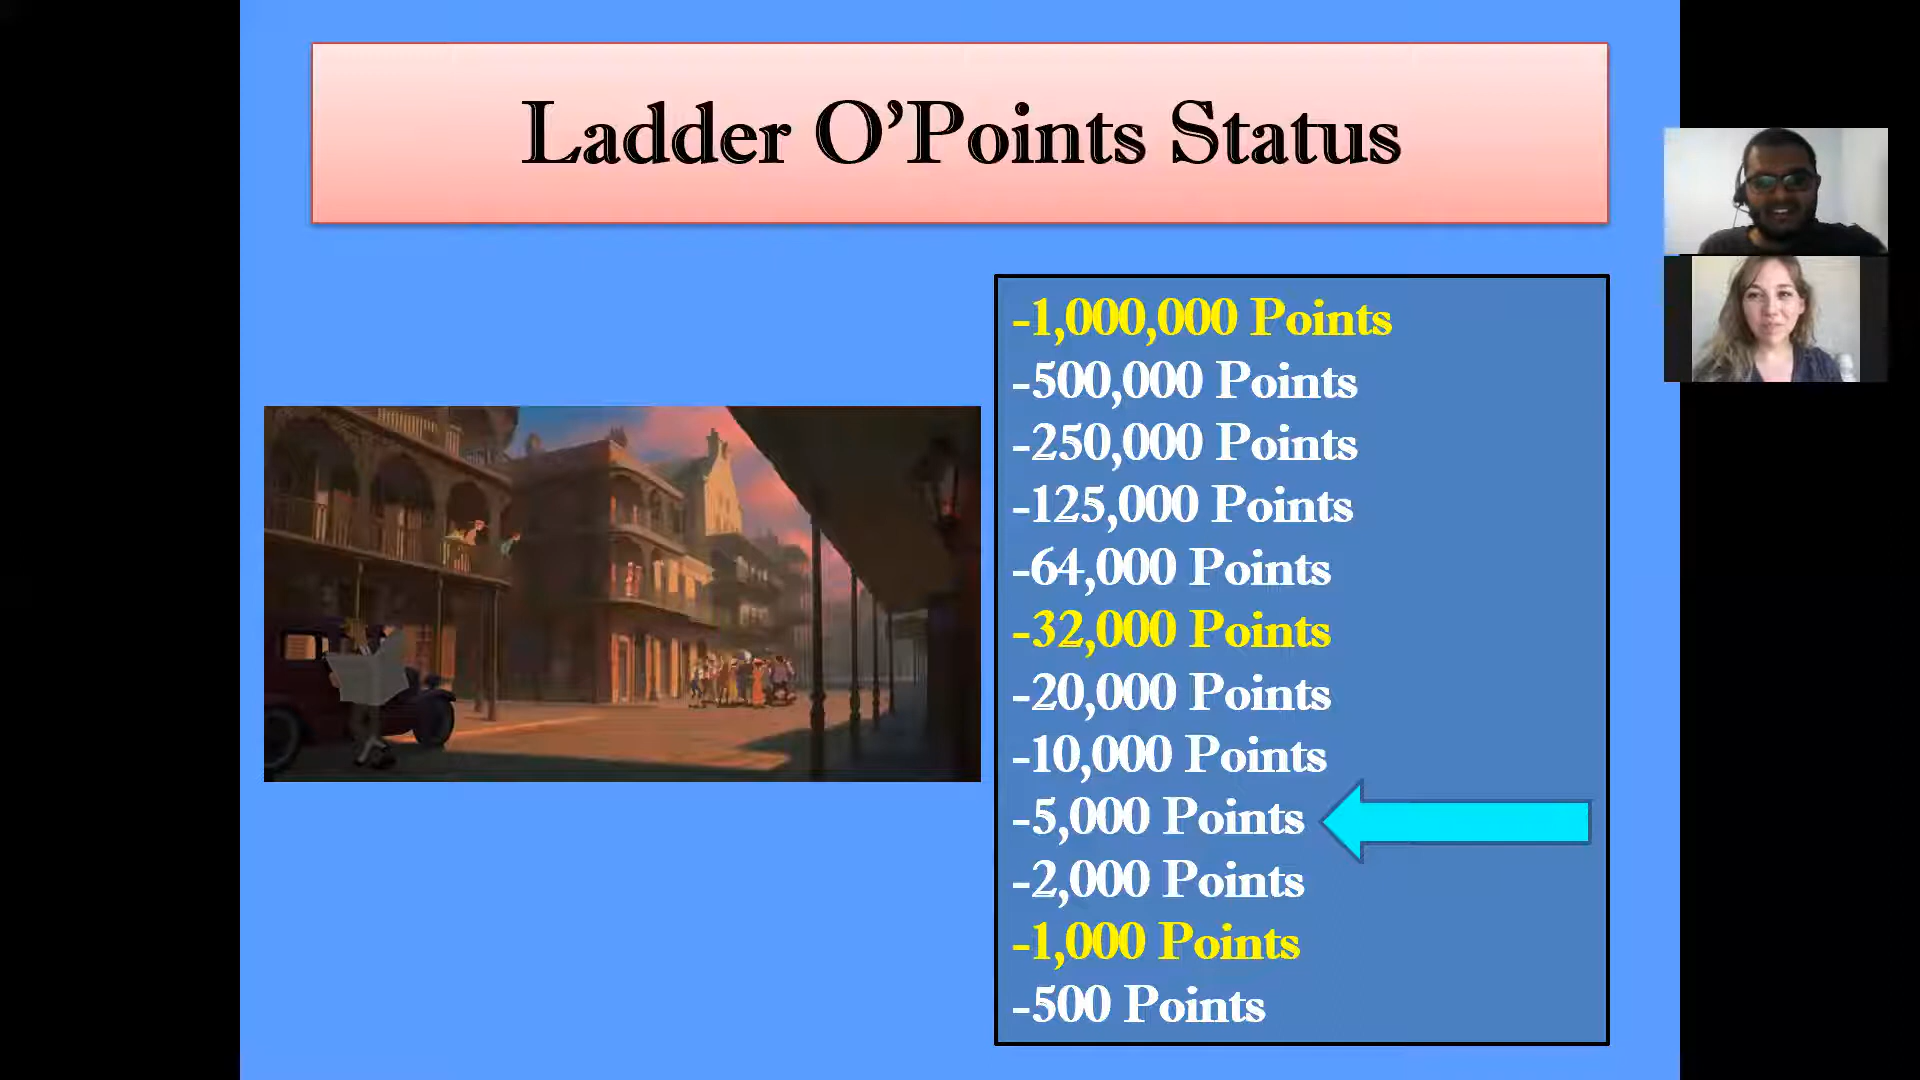 Ladder O'Points Status
-1,000,000 Points
-500,000 Points
-250,000 Points
-125,000 Points
-64,000 Points
-32,000 Points
-20,000 Points
-10,000 Points
-5,000 Points
-2,000 Points
-1,000 Points
-500 Points